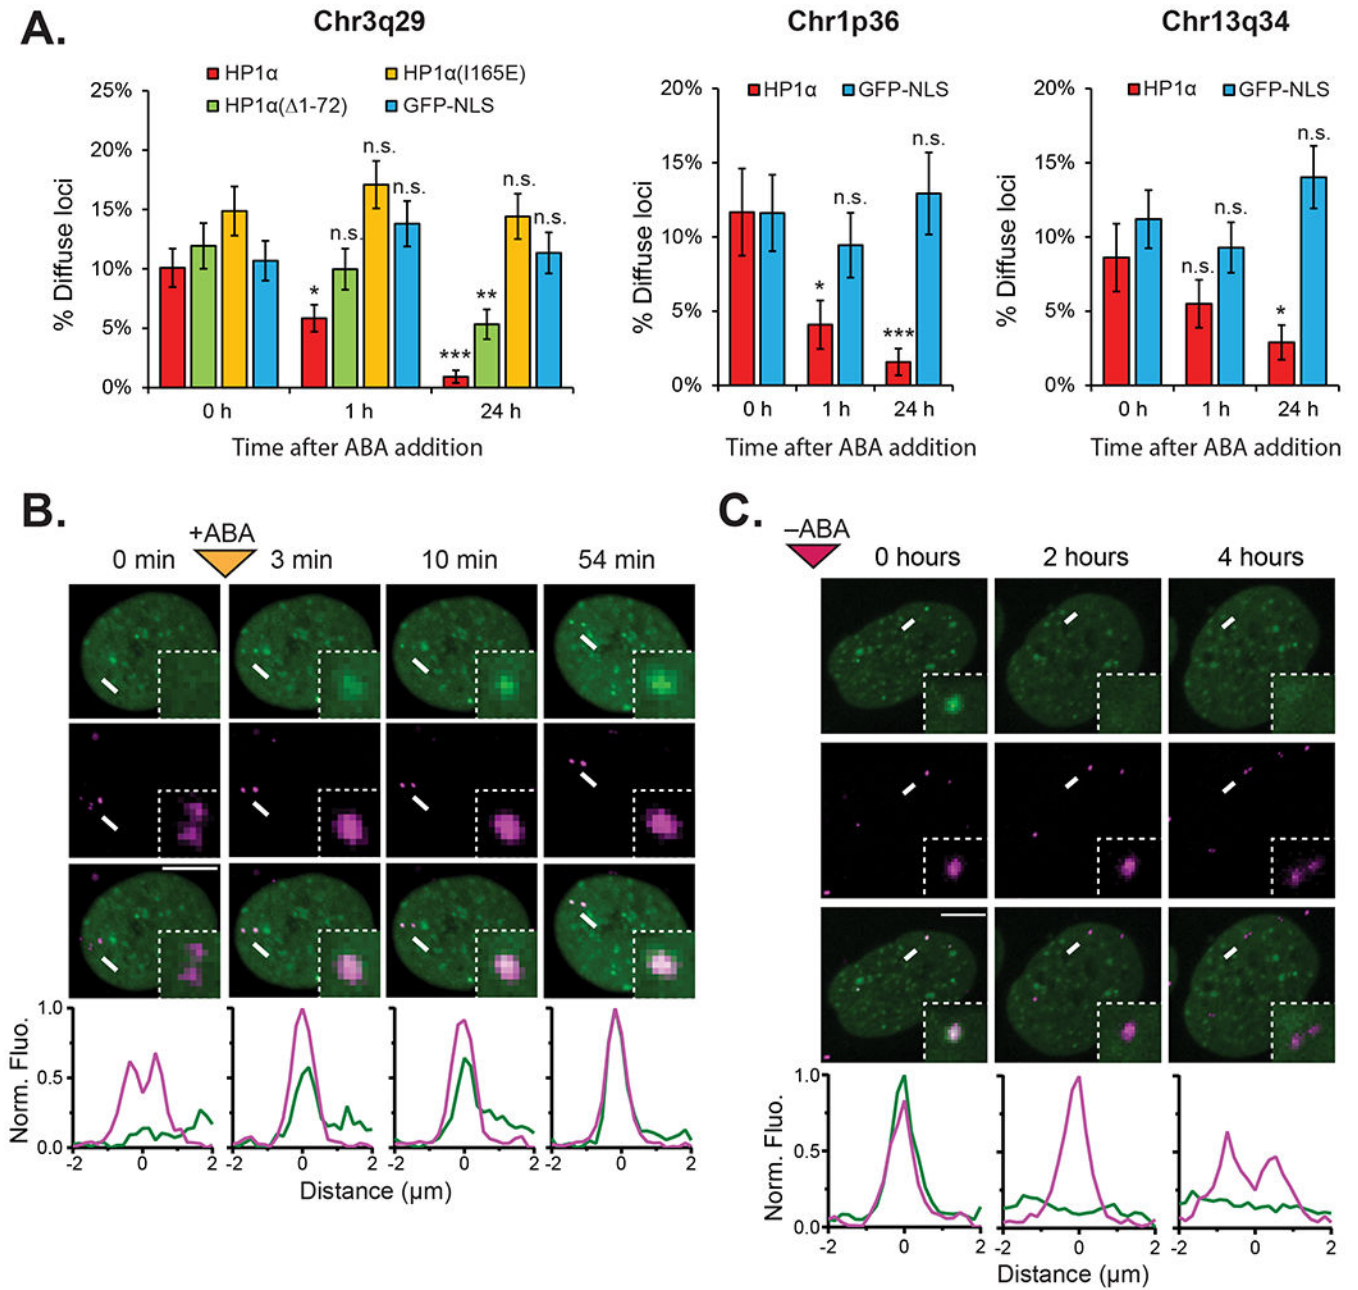 A.
Chr3q29
HP1α
HP1α(I165E)
HP1α(Δ1-72)
GFP-NLS
% Diffuse loci
25%
20%
15%
10%
5%
0%
n.s.
n.s.
n.s.
*
n.s.
n.s.
**
***
0 h
1 h
24 h
Time after ABA addition
Chr1p36
HP1α
GFP-NLS
% Diffuse loci
20%
15%
10%
5%
0%
n.s.
n.s.
*
***
0 h
1 h
24 h
Time after ABA addition
Chr13q34
HP1α
GFP-NLS
% Diffuse loci
20%
15%
10%
5%
0%
n.s.
n.s.
n.s.
*
0 h
1 h
24 h
Time after ABA addition
B.
+ABA
0 min
3 min
10 min
54 min
Norm. Fluo.
1.0
0.5
0.0
-2 0 2
-2 0 2
-2 0 2
-2 0 2
Distance (µm)
C.
–ABA
0 hours
2 hours
4 hours
Norm. Fluo.
1.0
0.5
0.0
-2 0 2
-2 0 2
-2 0 2
Distance (µm)